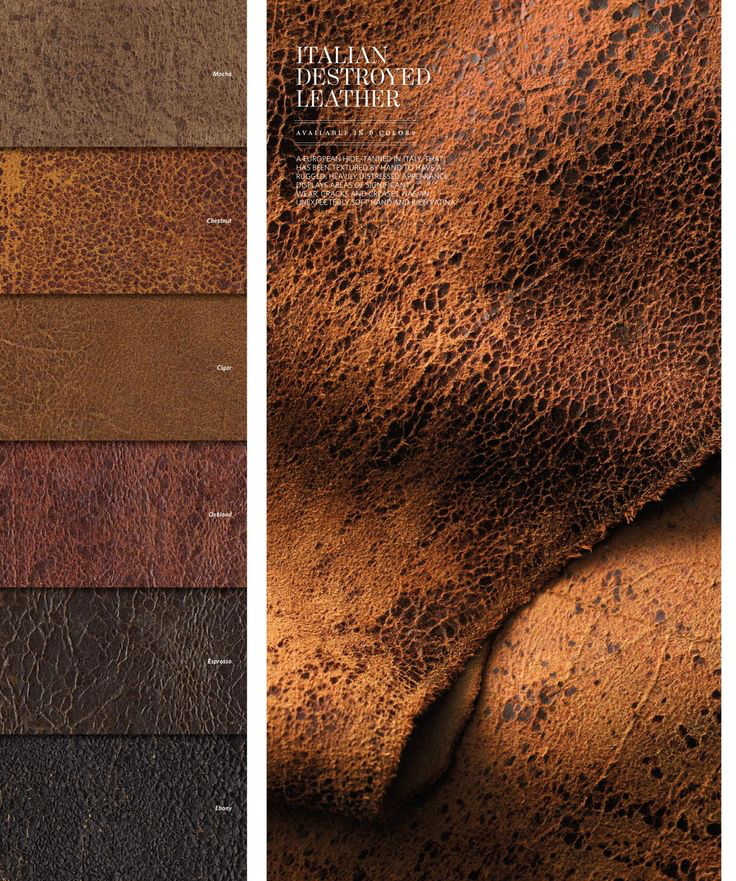 Mocha
Chestnut
Cigar
Oxblood
Espresso
Ebony
ITALIAN
DESTROYED
LEATHER
AVAILABLE IN 6 COLORS
A EUROPEAN HIDE, TANNED IN ITALY, THAT
HAS BEEN TEXTURED BY HAND TO HAVE A
RUGGED, HEAVILY DISTRESSED APPEARANCE.
DISPLAYS AREAS OF SIGNIFICANT
WEAR, CRACKS AND CREASES. HAS AN
UNEXPECTEDLY SOFT HAND AND RICH PATINA.